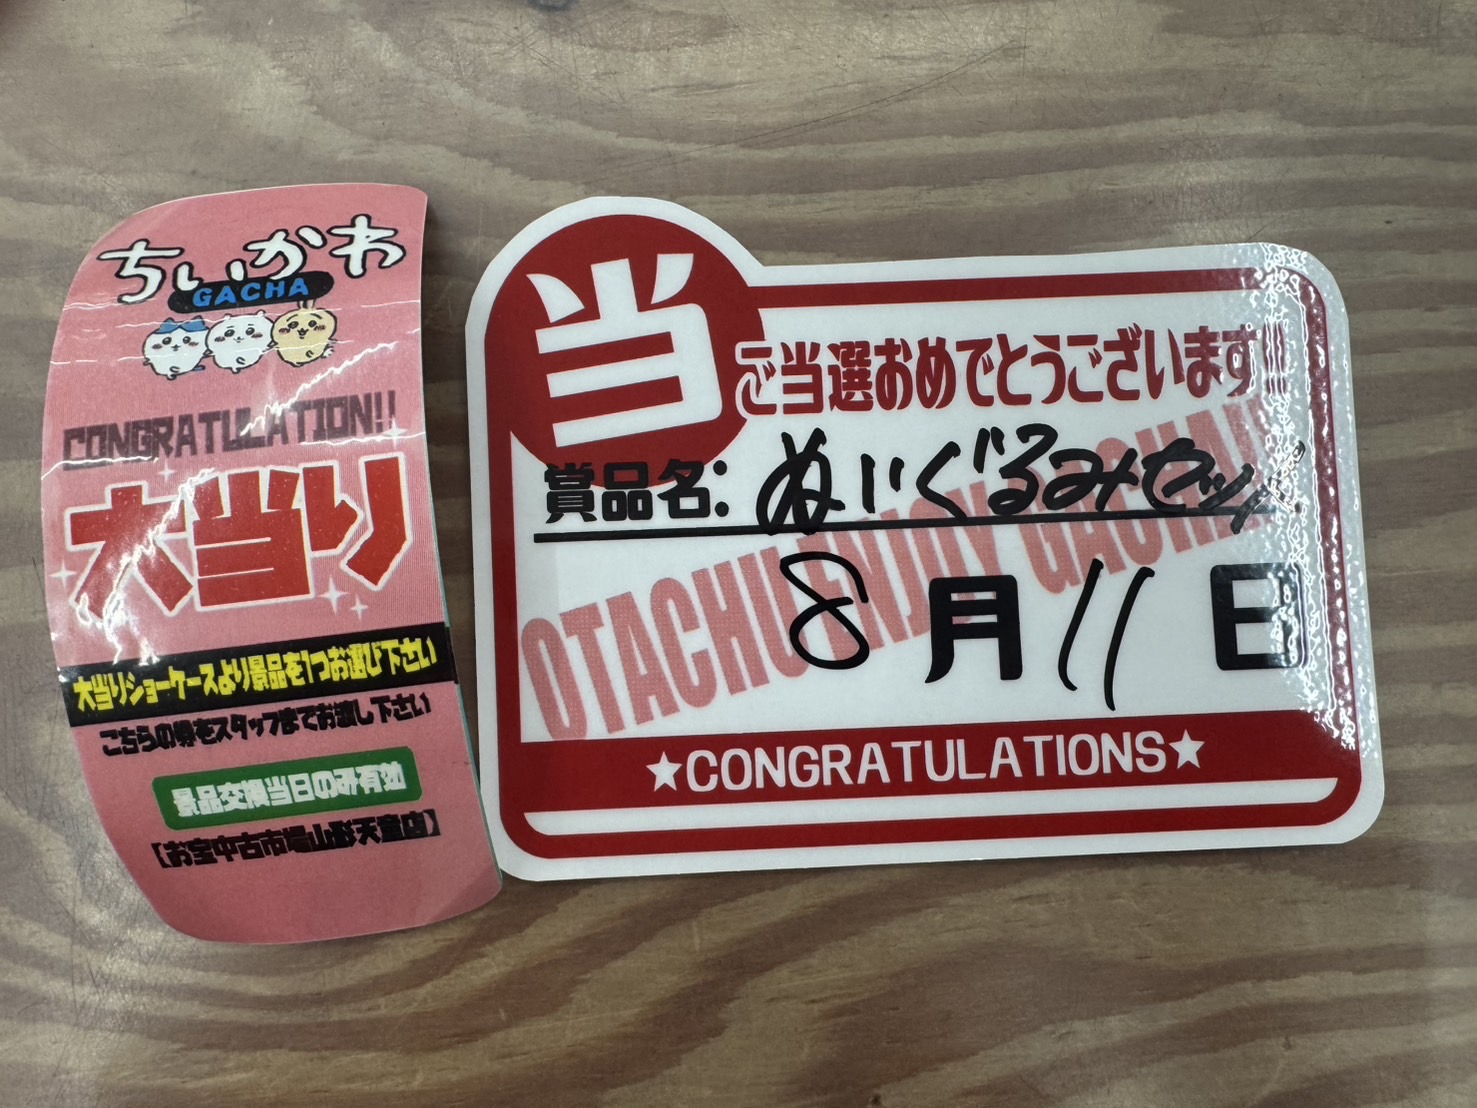 ちいかわ
GACHA
CONGRATULATION!!
大当り
大当りショーケースより景品を1つお選び下さい
こちらの券をスタッフまでお渡し下さい
景品交換当日のみ有効
【お宝中古市場山形天童店】
当
ご当選おめでとうございます!!
賞品名: ぬいぐるみセット
OTACHU ENJOY GACHA!!
8月11日
★CONGRATULATIONS★